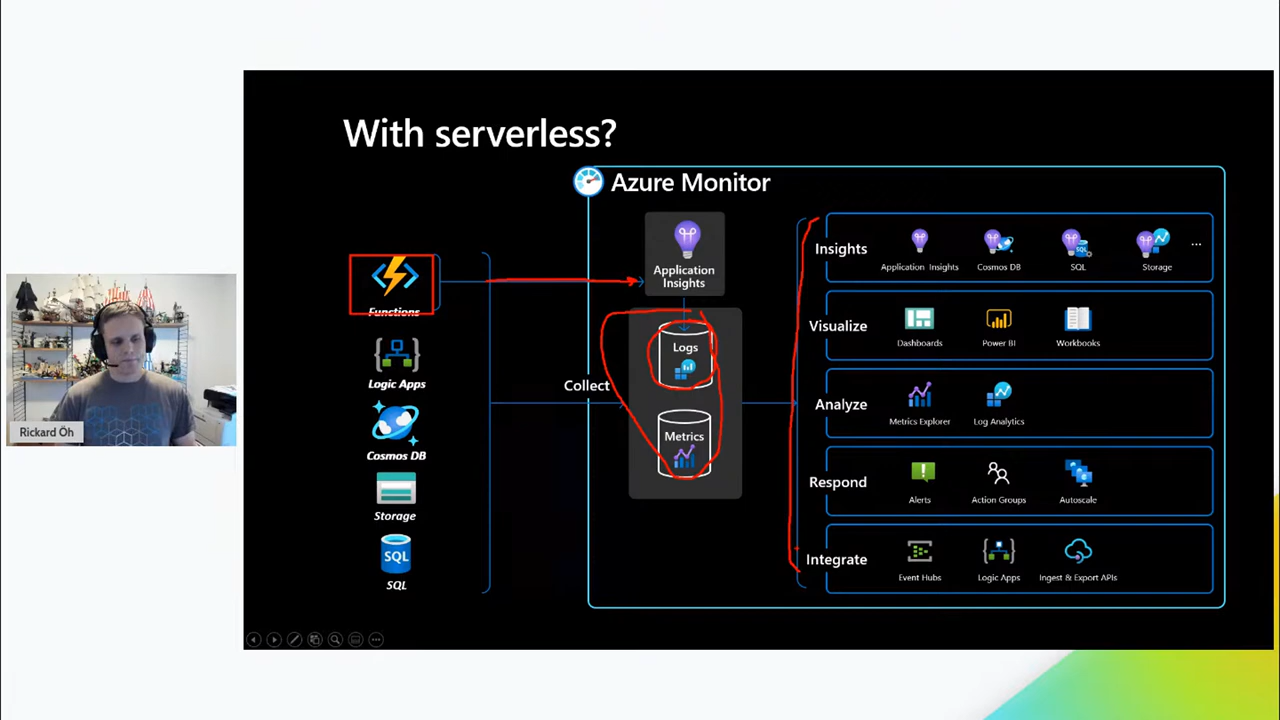 With serverless?
Azure Monitor
Functions
Logic Apps
Cosmos DB
Storage
SQL
SQL
Collect
Application
Insights
Logs
Metrics
Insights
Application Insights
Cosmos DB
SQL
SQL
Storage
...
Visualize
Dashboards
Power BI
Workbooks
Analyze
Metrics Explorer
Log Analytics
Respond
Alerts
Action Groups
Autoscale
Integrate
Event Hubs
Logic Apps
Ingest & Export APIs
Rickard Öh